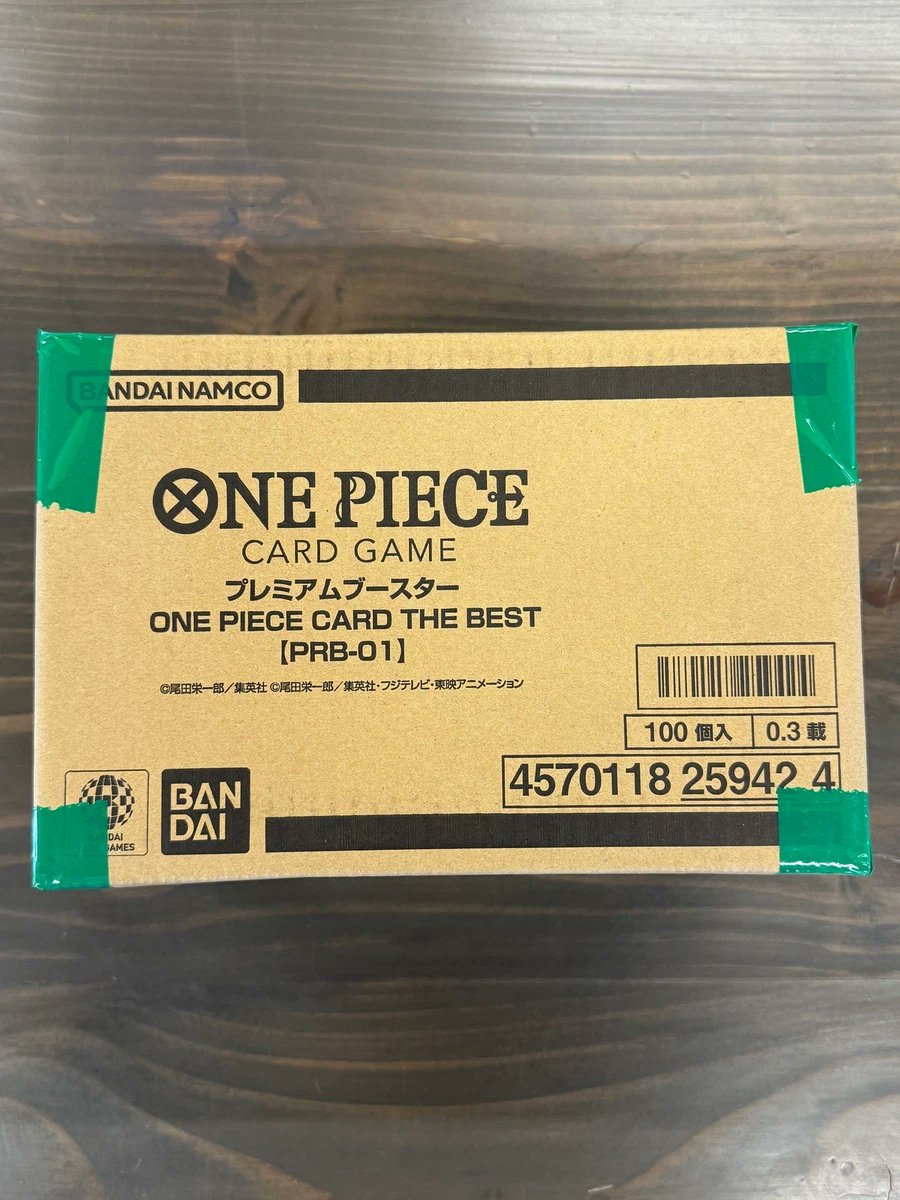 BANDAI NAMCO
ONE PIECE
CARD GAME
プレミアムブースター
ONE PIECE CARD THE BEST
【PRB-01】
©尾田栄一郎／集英社 ©尾田栄一郎／集英社・フジテレビ・東映アニメーション
100 個入
0.3 載
4570118 25942 4
BAN
DAI
DAI
GAMES